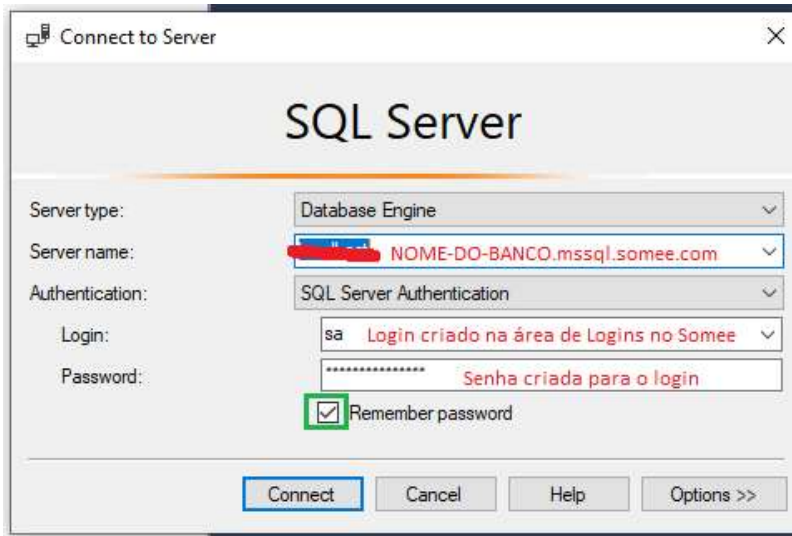 Connect to Server
SQL Server
Server type: Database Engine
Server name: NOME-DO-BANCO.mssql.somee.com
Authentication: SQL Server Authentication
Login: sa Login criado na área de Logins no Somee
Password: *************** Senha criada para o login
Remember password
Connect Cancel Help Options >>